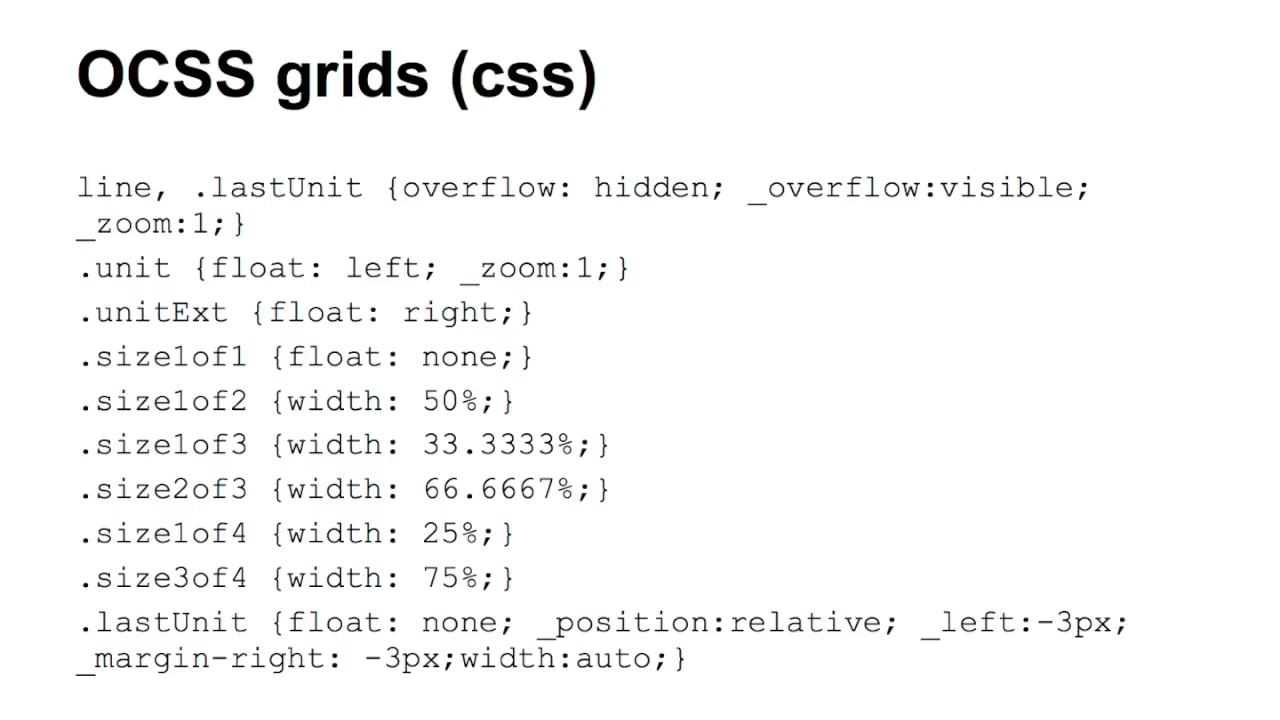 OCSS grids (css)
line, .lastUnit {overflow: hidden; _overflow:visible;
_zoom:1;}
.unit {float: left; _zoom:1;}
.unitExt {float: right;}
.size1of1 {float: none;}
.size1of2 {width: 50%;}
.size1of3 {width: 33.3333%;}
.size2of3 {width: 66.6667%;}
.size1of4 {width: 25%;}
.size3of4 {width: 75%;}
.lastUnit {float: none; _position:relative; _left:-3px;
_margin-right: -3px;width:auto;}